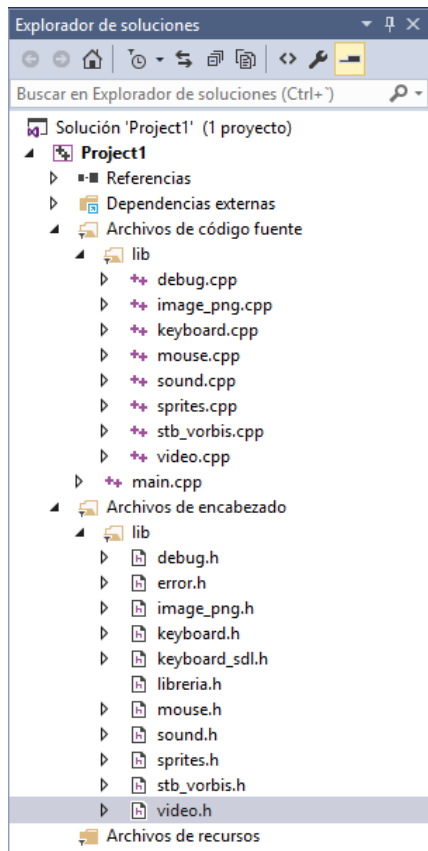 Explorador de soluciones
Buscar en Explorador de soluciones (Ctrl+`)
Solución 'Project1' (1 proyecto)
Project1
Referencias
Dependencias externas
Archivos de código fuente
lib
debug.cpp
image_png.cpp
keyboard.cpp
mouse.cpp
sound.cpp
sprites.cpp
stb_vorbis.cpp
video.cpp
main.cpp
Archivos de encabezado
lib
debug.h
error.h
image_png.h
keyboard.h
keyboard_sdl.h
libreria.h
mouse.h
sound.h
sprites.h
stb_vorbis.h
video.h
Archivos de recursos